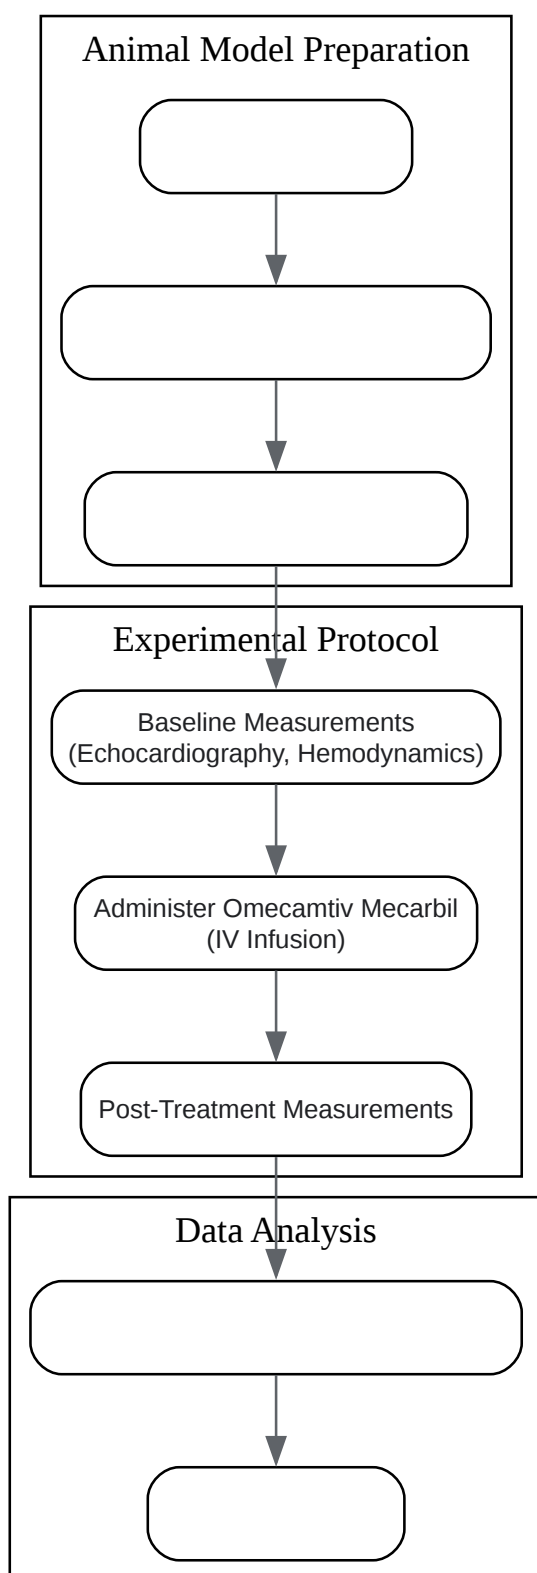 Animal Model Preparation
Experimental Protocol
Baseline Measurements
(Echocardiography, Hemodynamics)
Administer Omecamtiv Mecarbil
(IV Infusion)
Post-Treatment Measurements
Data Analysis